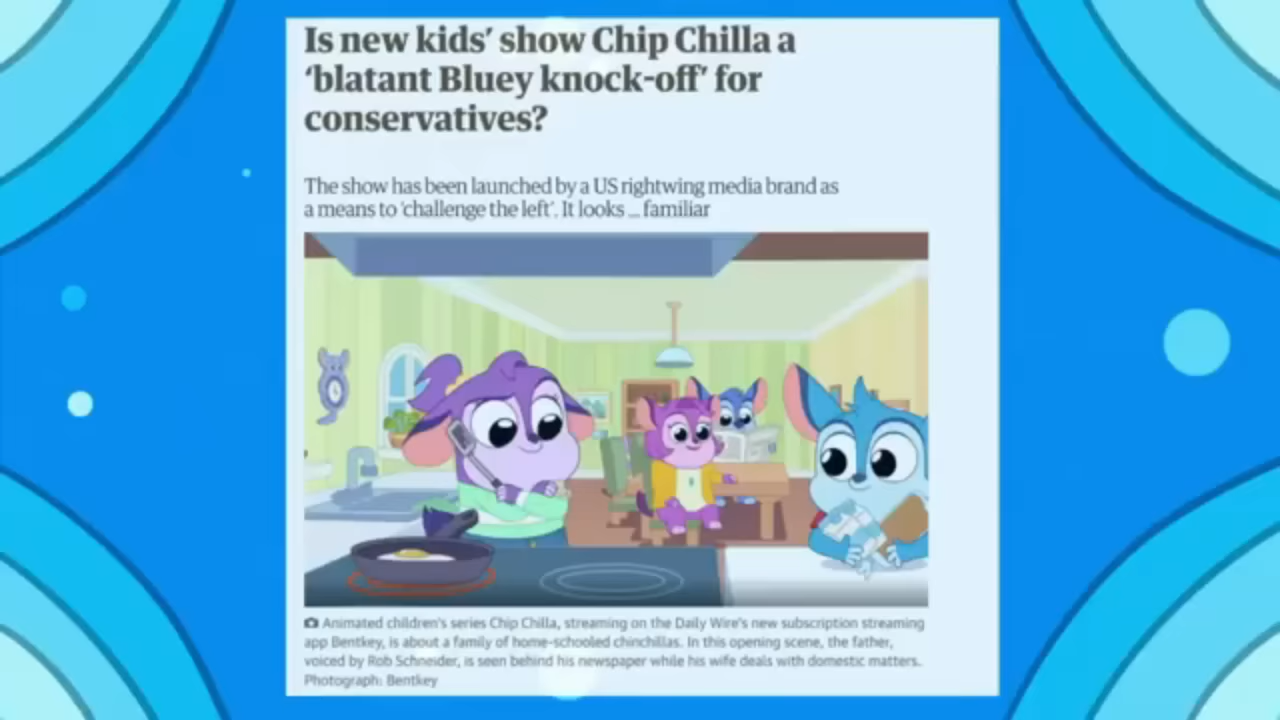 Is new kids’ show Chip Chilla a
‘blatant Bluey knock-off’ for
conservatives?
The show has been launched by a US rightwing media brand as
a means to ‘challenge the left’. It looks ... familiar
Animated children's series Chip Chilla, streaming on the Daily Wire's new subscription streaming
app Bentkey, is about a family of home-schooled chinchillas. In this opening scene, the father,
voiced by Rob Schneider, is seen behind his newspaper while his wife deals with domestic matters.
Photograph: Bentkey